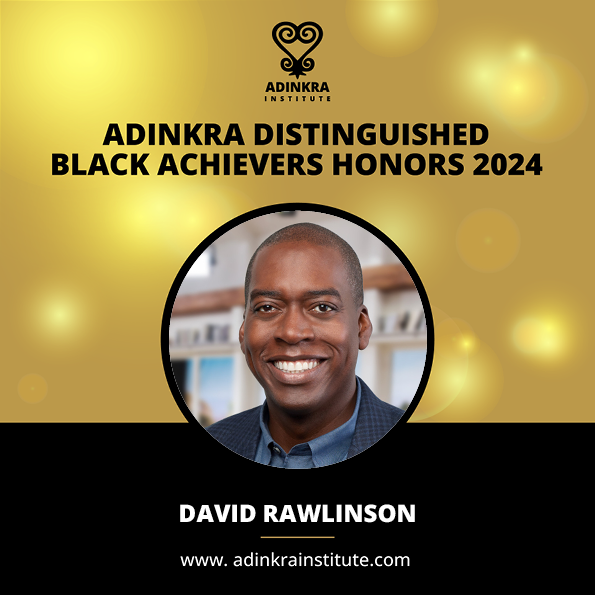 ADINKRA
INSTITUTE
ADINKRA DISTINGUISHED
BLACK ACHIEVERS HONORS 2024
DAVID RAWLINSON
www. adinkrainstitute.com